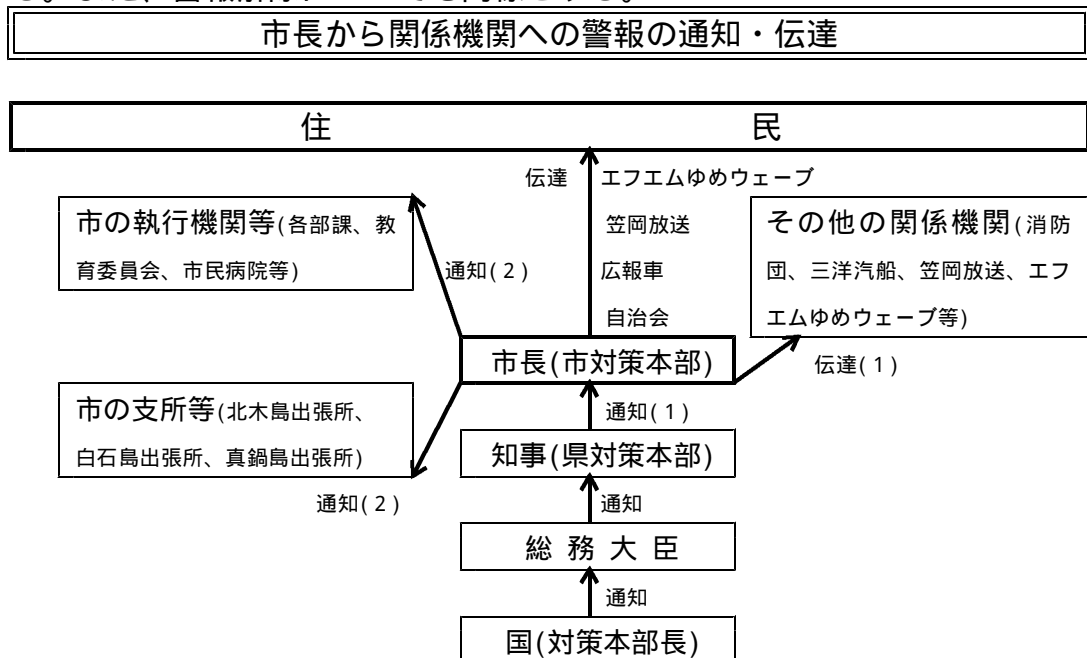 市長から関係機関への警報の通知・伝達
住 民
伝達
エフエムゆめウェーブ
笠岡放送
広報車
自治会
市の執行機関等(各部課、教
育委員会、市民病院等)
通知(2)
その他の関係機関(消防
団、三洋汽船、笠岡放送、エフ
エムゆめウェーブ等)
市長(市対策本部)
伝達(1)
市の支所等(北木島出張所、
白石島出張所、真鍋島出張所)
通知(2)
通知(1)
知事(県対策本部)
通知
総務大臣
通知
国(対策本部長)